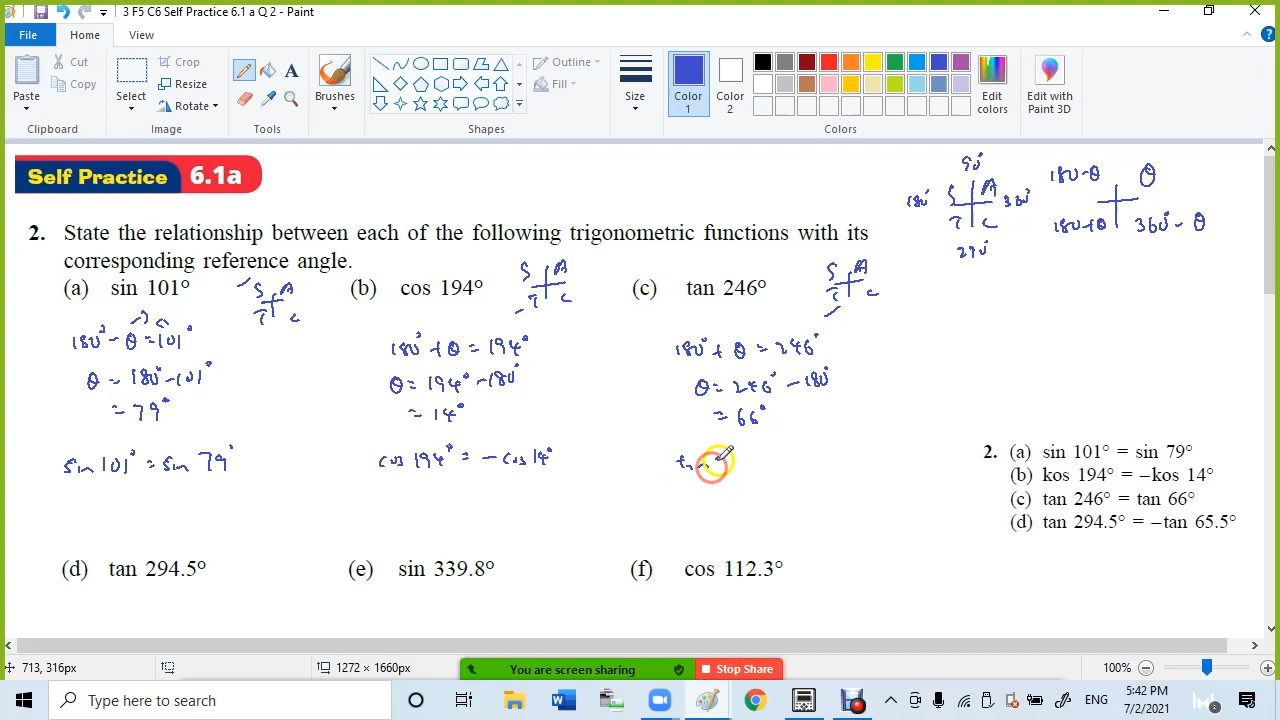 3 F5 C6 Self Practice 6.1 a Q 2 - Paint
File Home View
Paste Cut Copy Clipboard
Select Crop Resize Rotate Image
Tools
Brushes
Outline Fill Shapes
Size
Color 1 Color 2 Edit colors Colors
Edit with Paint 3D
Self Practice 6.1a
90°
180° S A 360°
T C
270°
180-θ θ
180+θ 360°-θ
2. State the relationship between each of the following trigonometric functions with its
corresponding reference angle.
(a) sin 101° (b) cos 194° (c) tan 246°
S A
T C
S A
T C
S A
T C
180° - θ = 101°
θ = 180° - 101°
= 79°
sin 101° = sin 79°
180° + θ = 194°
θ = 194° - 180°
= 14°
cos 194° = - cos 14°
180° + θ = 246°
θ = 246° - 180°
= 66°
tan
2. (a) sin 101° = sin 79°
(b) kos 194° = −kos 14°
(c) tan 246° = tan 66°
(d) tan 294.5° = −tan 65.5°
(d) tan 294.5° (e) sin 339.8° (f) cos 112.3°
713, 316px 1272 × 1660px 100%
You are screen sharing Stop Share
Type here to search
ENG
5:42 PM
7/2/2021